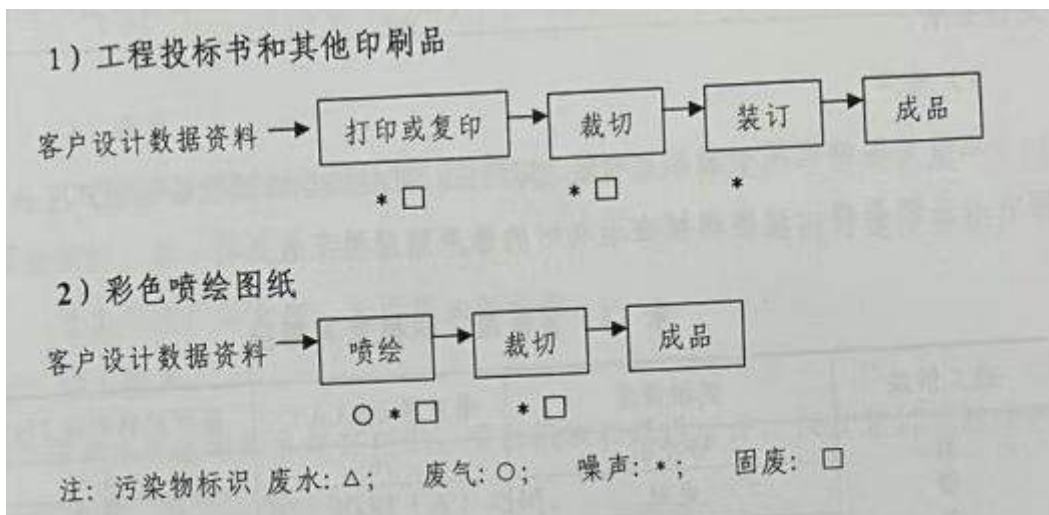 1）工程投标书和其他印刷品
客户设计数据资料 → 打印或复印 → 裁切 → 装订 → 成品
* □ * □ *
2）彩色喷绘图纸
客户设计数据资料 → 喷绘 → 裁切 → 成品
○ * □ * □
注：污染物标识 废水：△； 废气：○； 噪声：*； 固废：□